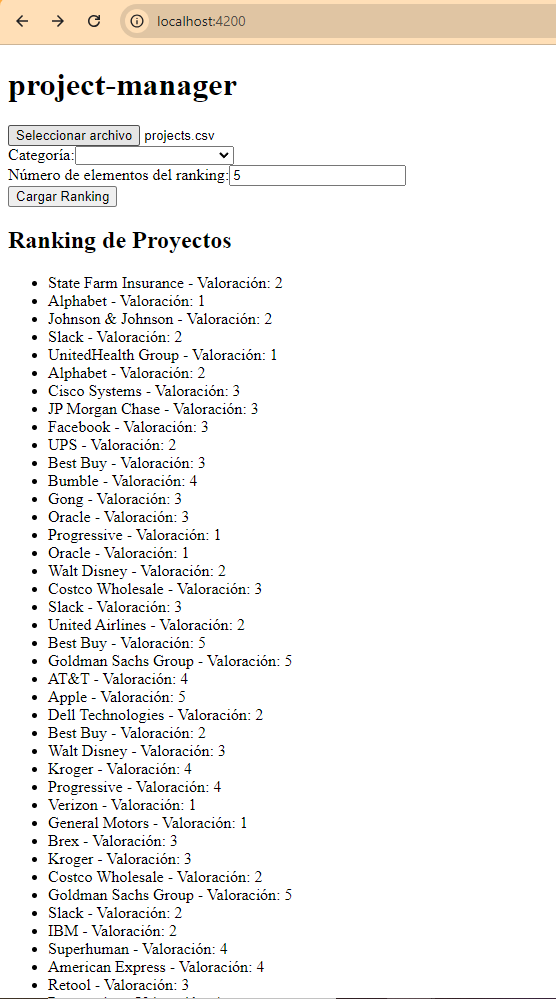 localhost:4200
project-manager
Seleccionar archivo projects.csv
Categoría:
Número de elementos del ranking: 5
Cargar Ranking
Ranking de Proyectos
State Farm Insurance - Valoración: 2
Alphabet - Valoración: 1
Johnson & Johnson - Valoración: 2
Slack - Valoración: 2
UnitedHealth Group - Valoración: 1
Alphabet - Valoración: 2
Cisco Systems - Valoración: 3
JP Morgan Chase - Valoración: 3
Facebook - Valoración: 3
UPS - Valoración: 2
Best Buy - Valoración: 3
Bumble - Valoración: 4
Gong - Valoración: 3
Oracle - Valoración: 3
Progressive - Valoración: 1
Oracle - Valoración: 1
Walt Disney - Valoración: 2
Costco Wholesale - Valoración: 3
Slack - Valoración: 3
United Airlines - Valoración: 2
Best Buy - Valoración: 5
Goldman Sachs Group - Valoración: 5
AT&T - Valoración: 4
Apple - Valoración: 5
Dell Technologies - Valoración: 2
Best Buy - Valoración: 2
Walt Disney - Valoración: 3
Kroger - Valoración: 4
Progressive - Valoración: 4
Verizon - Valoración: 1
General Motors - Valoración: 1
Brex - Valoración: 3
Kroger - Valoración: 3
Costco Wholesale - Valoración: 2
Goldman Sachs Group - Valoración: 5
Slack - Valoración: 2
IBM - Valoración: 2
Superhuman - Valoración: 4
American Express - Valoración: 4
Retool - Valoración: 3